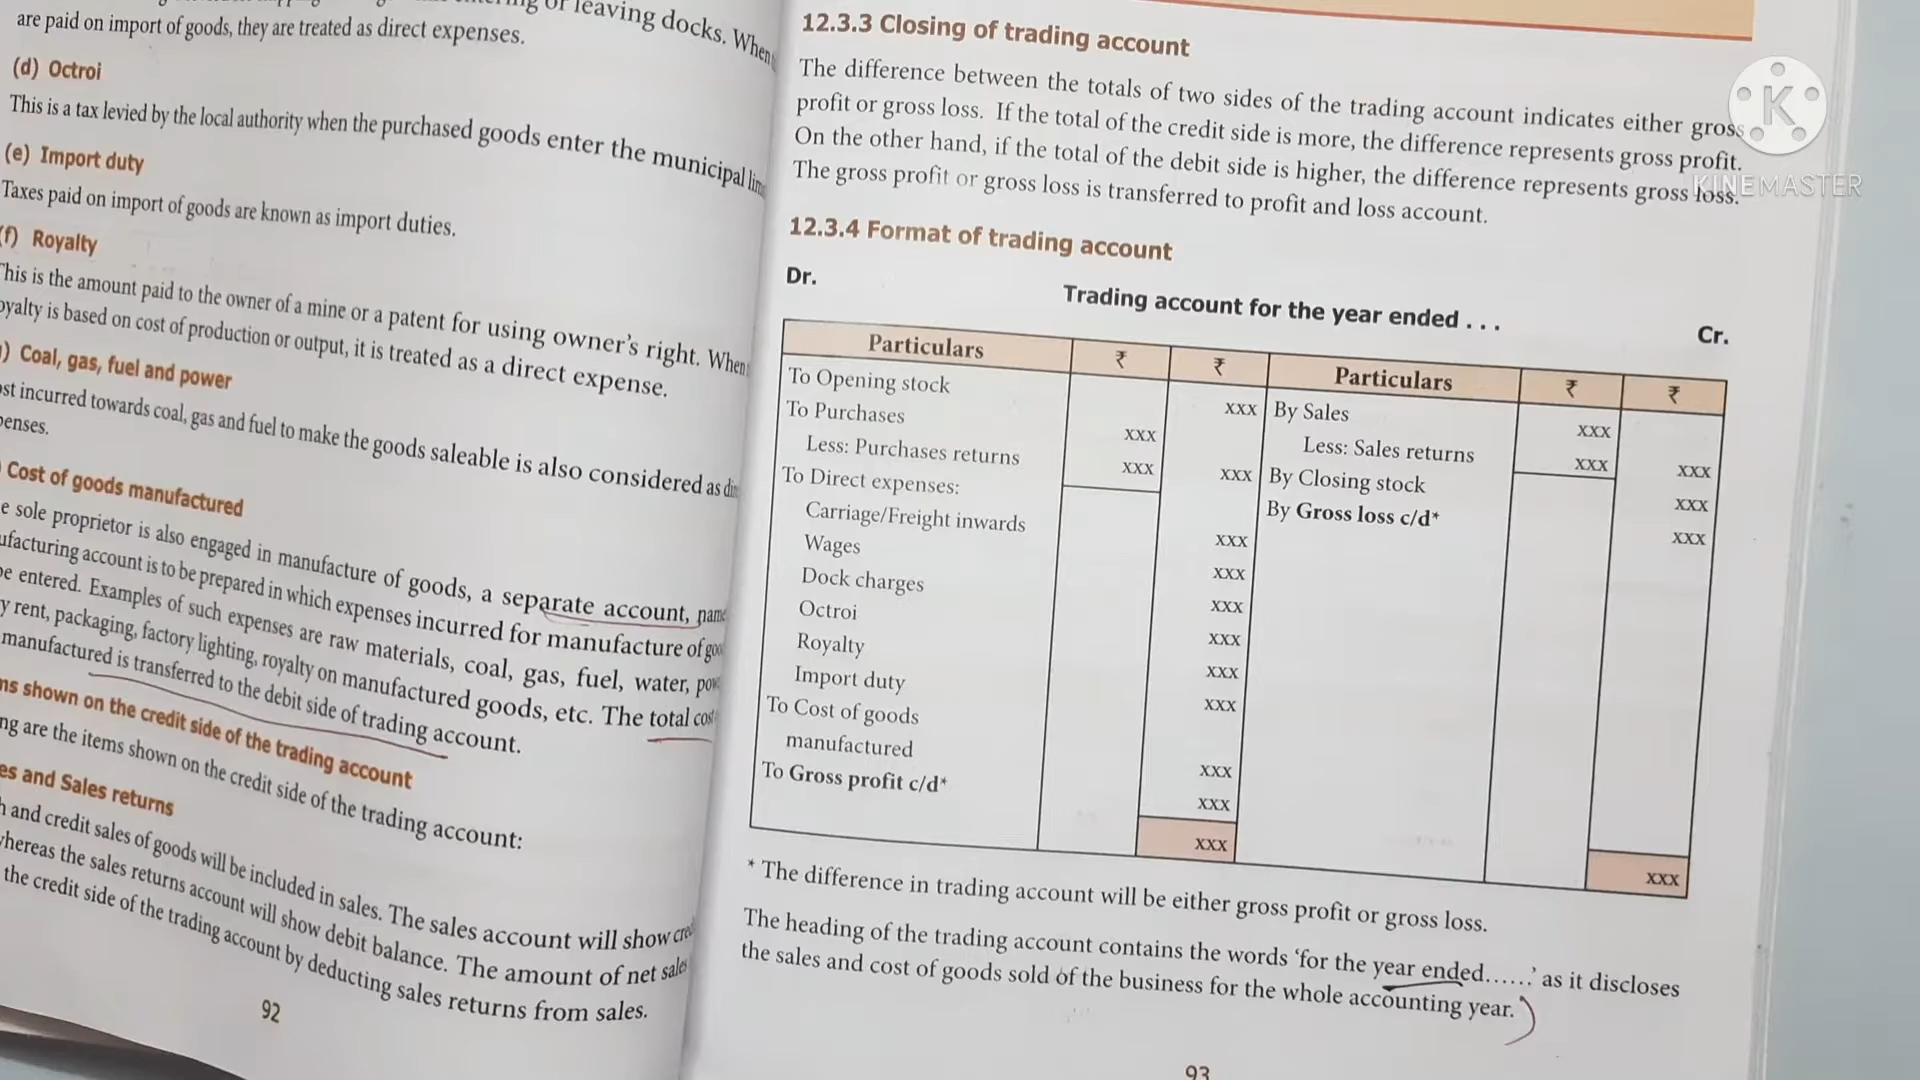 or leaving docks. When
are paid on import of goods, they are treated as direct expenses.
(d) Octroi
This is a tax levied by the local authority when the purchased goods enter the municipal
(e) Import duty
Taxes paid on import of goods are known as import duties.
(f) Royalty
This is the amount paid to the owner of a mine or a patent for using owner's right. When
royalty is based on cost of production or output, it is treated as a direct expense.
) Coal, gas, fuel and power
incurred towards coal, gas and fuel to make the goods saleable is also considered as
Cost of goods manufactured
sole proprietor is also engaged in manufacture of goods, a separate account,
account is to be prepared in which expenses incurred for manufacture of
entered. Examples of such expenses are raw materials, coal, gas, fuel, water,
rent, packaging, factory lighting, royalty on manufactured goods, etc. The total cost
manufactured is transferred to the debit side of trading account.
shown on the credit side of the trading account
are the items shown on the credit side of the trading account:
and Sales returns
and credit sales of goods will be included in sales. The sales account will show
whereas the sales returns account will show debit balance. The amount of net sales
the credit side of the trading account by deducting sales returns from sales.
92
12.3.3 Closing of trading account
The difference between the totals of two sides of the trading account indicates either gross
profit or gross loss. If the total of the credit side is more, the difference represents gross profit.
On the other hand, if the total of the debit side is higher, the difference represents gross loss.
The gross profit or gross loss is transferred to profit and loss account.
K
KINEMASTER
12.3.4 Format of trading account
Dr.
Trading account for the year ended . . .
Cr.
Particulars ₹ ₹ Particulars ₹ ₹
To Opening stock xxx By Sales xxx
To Purchases xxx Less: Sales returns xxx xxx
Less: Purchases returns xxx xxx By Closing stock xxx
To Direct expenses: By Gross loss c/d* xxx
Carriage/Freight inwards xxx
Wages xxx
Dock charges xxx
Octroi xxx
Royalty xxx
Import duty xxx
To Cost of goods
manufactured xxx
To Gross profit c/d* xxx
xxx xxx
* The difference in trading account will be either gross profit or gross loss.
The heading of the trading account contains the words ‘for the year ended......’ as it discloses
the sales and cost of goods sold of the business for the whole accounting year.
93